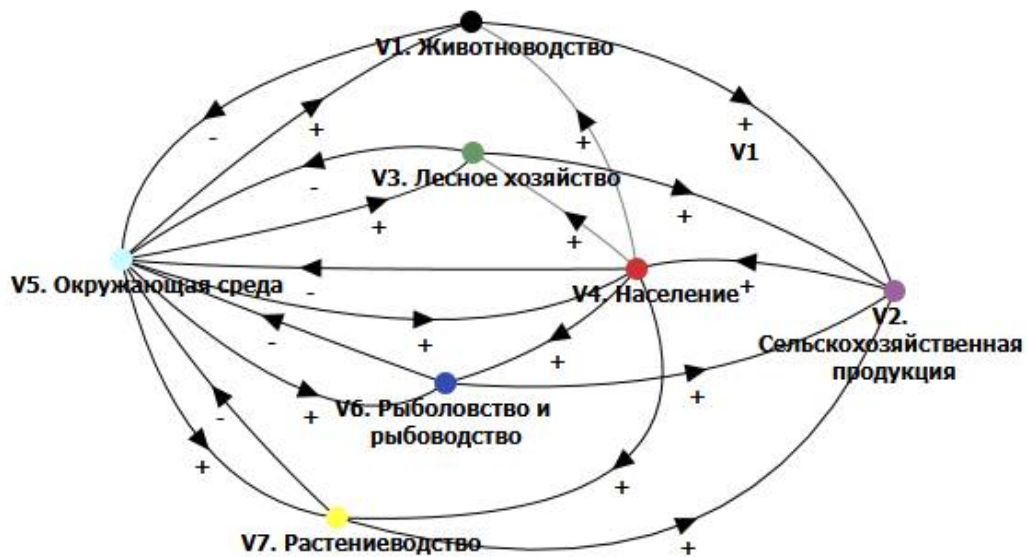 V1. Животноводство
-
+
+
+
V1
V3. Лесное хозяйство
-
+
+
+
V5. Окружающая среда
-
V4. Население
+
V2.
Сельскохозяйственная
продукция
+
-
+
+
+
V6. Рыболовство и
рыбоводство
-
+
+
V7. Растениеводство
+